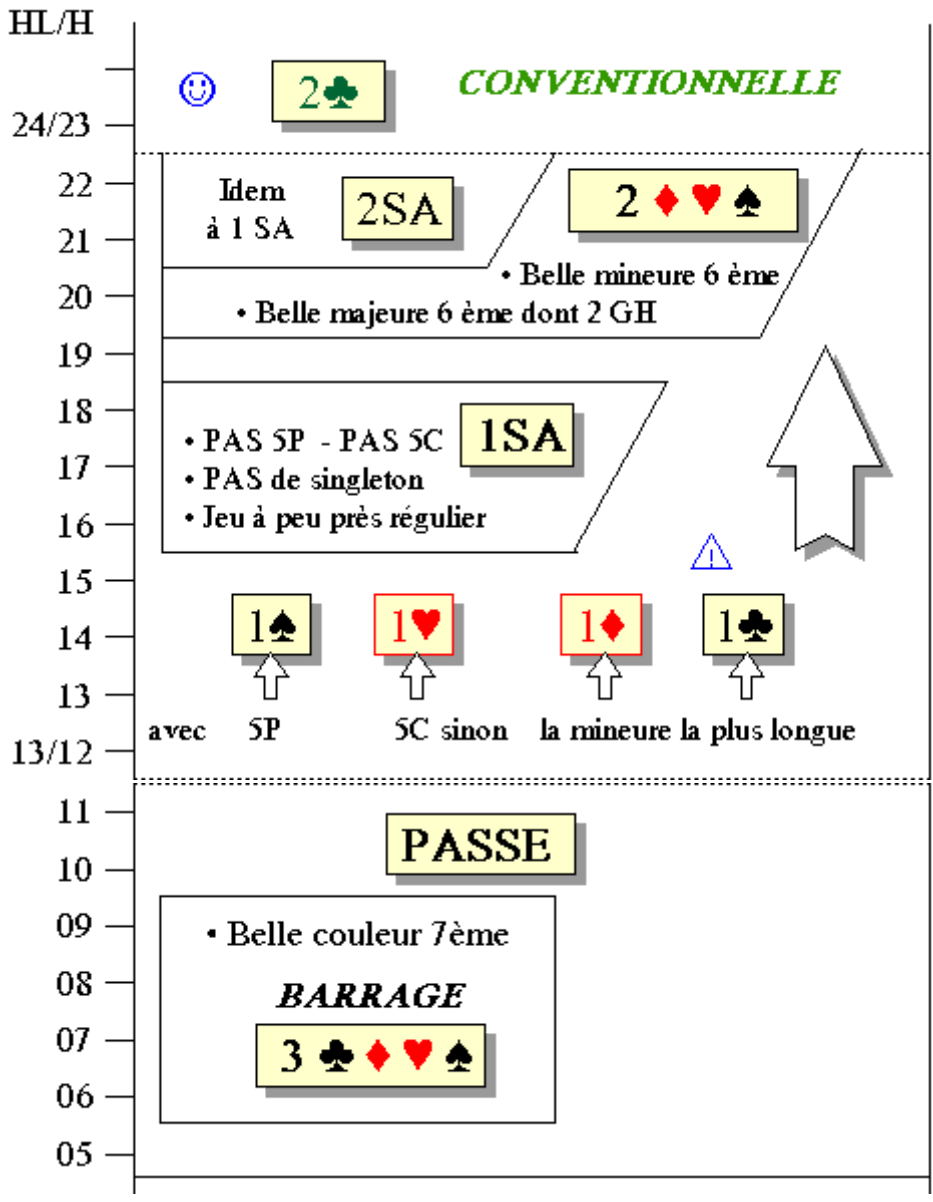 HL/H
2♣ CONVENTIONNELLE
24/23
22
Idem
à 1 SA
2SA
2 ♦ ♥ ♠
21
• Belle mineure 6 ème
20
• Belle majeure 6 ème dont 2 GH
19
18
• PAS 5P - PAS 5C
1SA
17
• PAS de singleton
16
• Jeu à peu près régulier
15
14
1♠ 1♥ 1♦ 1♣
13
avec 5P 5C sinon la mineure la plus longue
13/12
11
PASSE
10
09
• Belle couleur 7ème
08
BARRAGE
07
3 ♣ ♦ ♥ ♠
06
05